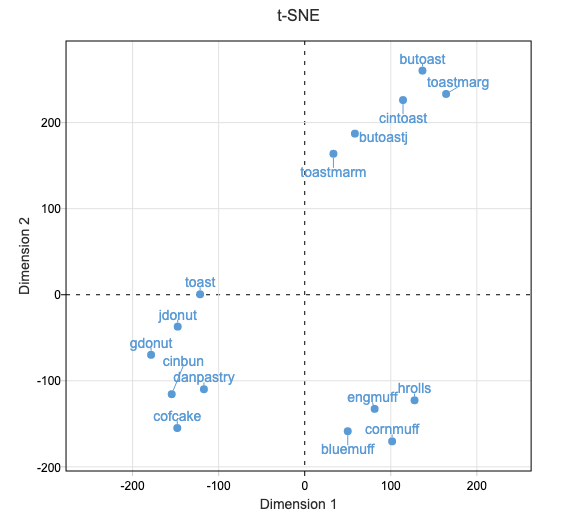 t-SNE
butoast
toastmarg
cintoast
butoastj
toastmarm
toast
jdonut
gdonut
cinbun
danpastry
cofcake
hrolls
engmuff
cornmuff
bluemuff
200
100
0
-100
-200
-200
-100
0
100
200
Dimension 2
Dimension 1